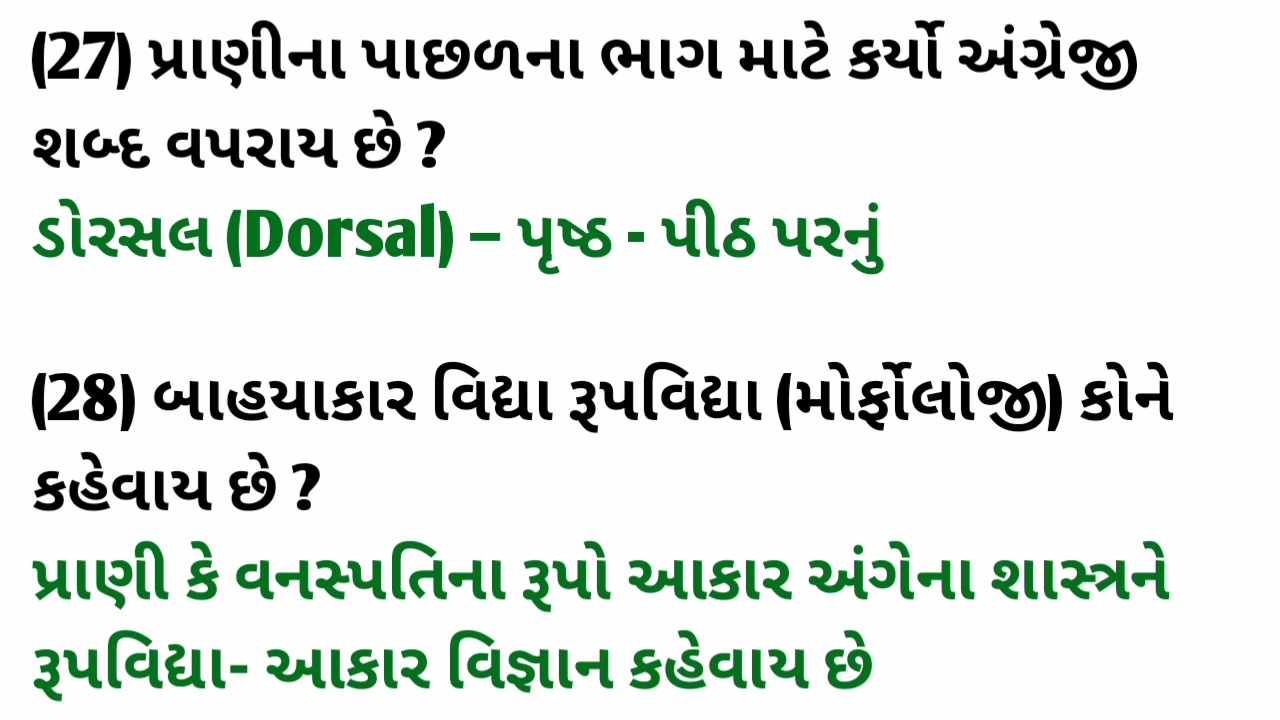 (27) પ્રાણીના પાછળના ભાગ માટે કર્યો અંગ્રેજી
શબ્દ વપરાય છે ?
ડોરસલ (Dorsal) – પૃષ્ઠ - પીઠ પરનું
(28) બાહયાકાર વિદ્યા રૂપવિદ્યા (મોર્ફોલોજી) કોને
કહેવાય છે ?
પ્રાણી કે વનસ્પતિના રૂપો આકાર અંગેના શાસ્ત્રને
રૂપવિદ્યા- આકાર વિજ્ઞાન કહેવાય છે